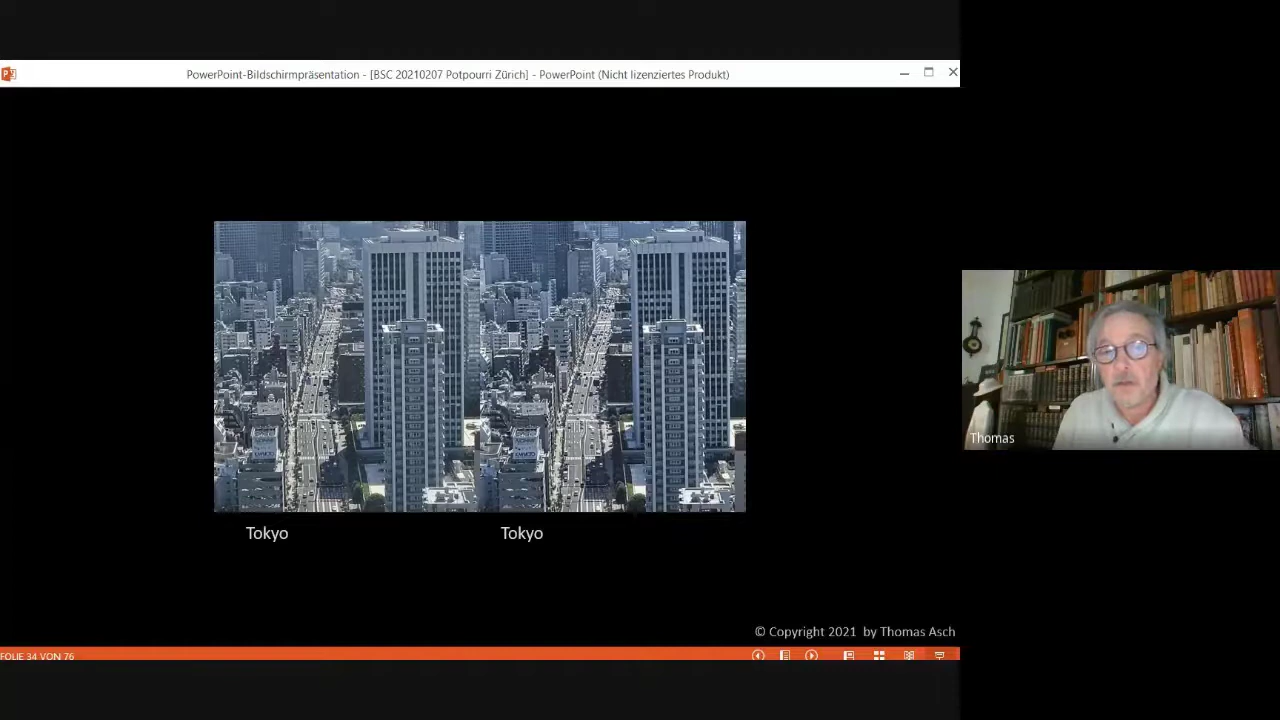 PowerPoint-Bildschirmpräsentation - [BSC 20210207 Potpourri Zürich] - PowerPoint (Nicht lizenziertes Produkt)
Tokyo Tokyo
Thomas
© Copyright 2021 by Thomas Asch
FOLIE 34 VON 76